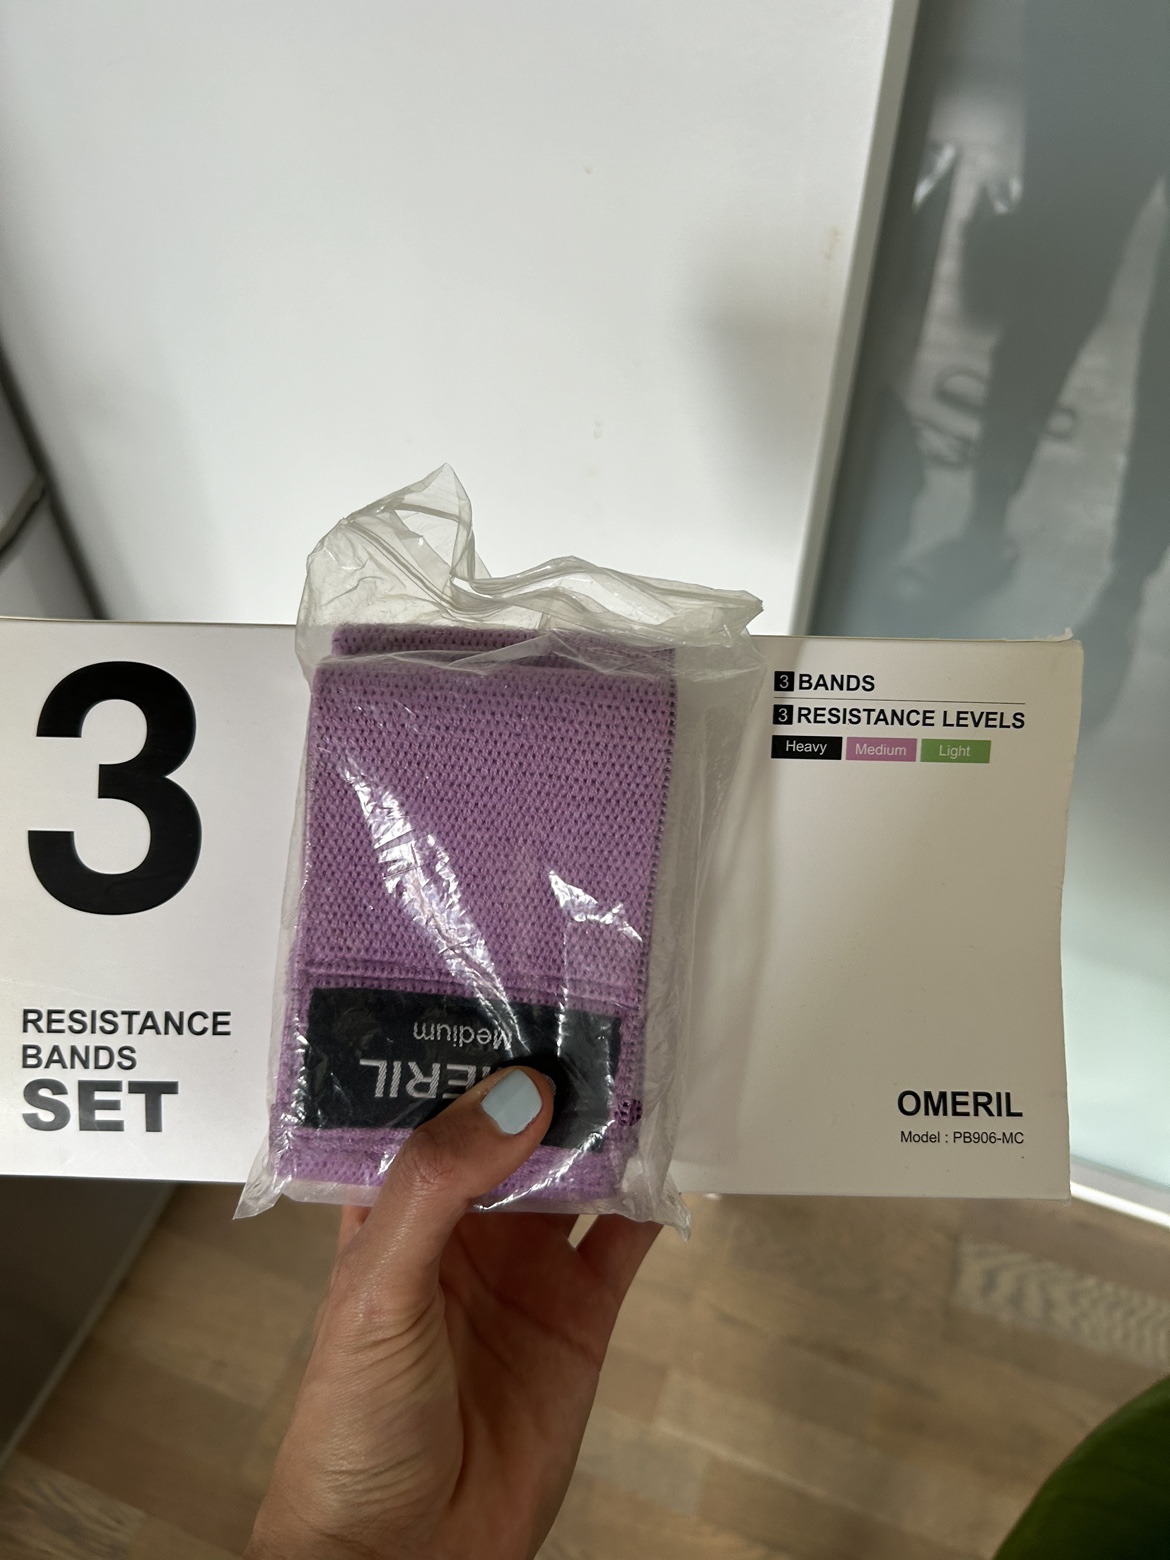 3
RESISTANCE
BANDS
SET
Medium
3 BANDS
3 RESISTANCE LEVELS
Heavy Medium Light
OMERIL
Model : PB906-MC